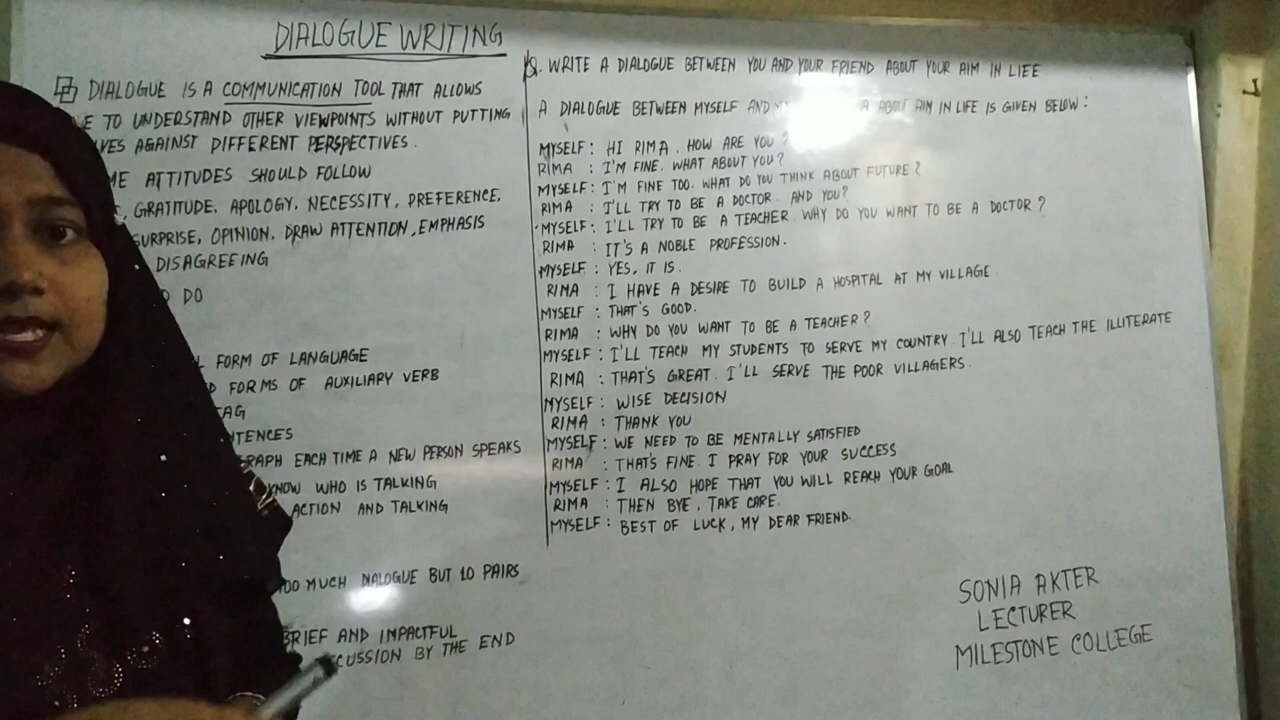 DIALOGUE WRITING
DIALOGUE IS A COMMUNICATION TOOL THAT ALLOWS
TO UNDERSTAND OTHER VIEWPOINTS WITHOUT PUTTING
AGAINST DIFFERENT PERSPECTIVES.
ATTITUDES SHOULD FOLLOW
GRATITUDE, APOLOGY, NECESSITY, PREFERENCE,
SURPRISE, OPINION, DRAW ATTENTION, EMPHASIS
DISAGREEING
DO
FORM OF LANGUAGE
FORMS OF AUXILIARY VERB
TAG
EACH TIME A NEW PERSON SPEAKS
KNOW WHO IS TALKING
ACTION AND TALKING
TOO MUCH DIALOGUE BUT 10 PAIRS
BRIEF AND IMPACTFUL
BY THE END
Q. WRITE A DIALOGUE BETWEEN YOU AND YOUR FRIEND ABOUT YOUR AIM IN LIFE
A DIALOGUE BETWEEN MYSELF AND ABOUT AIM IN LIFE IS GIVEN BELOW:
MYSELF: HI RIMA. HOW ARE YOU?
RIMA : I'M FINE. WHAT ABOUT YOU?
MYSELF: I'M FINE TOO. WHAT DO YOU THINK ABOUT FUTURE?
RIMA : I'LL TRY TO BE A DOCTOR. AND YOU?
MYSELF: I'LL TRY TO BE A TEACHER. WHY DO YOU WANT TO BE A DOCTOR?
RIMA : IT'S A NOBLE PROFESSION.
MYSELF: YES, IT IS.
RIMA : I HAVE A DESIRE TO BUILD A HOSPITAL AT MY VILLAGE
MYSELF: THAT'S GOOD.
RIMA : WHY DO YOU WANT TO BE A TEACHER?
MYSELF: I'LL TEACH MY STUDENTS TO SERVE MY COUNTRY. I'LL ALSO TEACH THE ILLITERATE
RIMA : THAT'S GREAT. I'LL SERVE THE POOR VILLAGERS.
MYSELF: WISE DECISION
RIMA : THANK YOU
MYSELF: WE NEED TO BE MENTALLY SATISFIED
RIMA : THAT'S FINE. I PRAY FOR YOUR SUCCESS
MYSELF: I ALSO HOPE THAT YOU WILL REACH YOUR GOAL
RIMA : THEN BYE. TAKE CARE.
MYSELF: BEST OF LUCK, MY DEAR FRIEND.
SONIA AKTER
LECTURER
MILESTONE COLLEGE